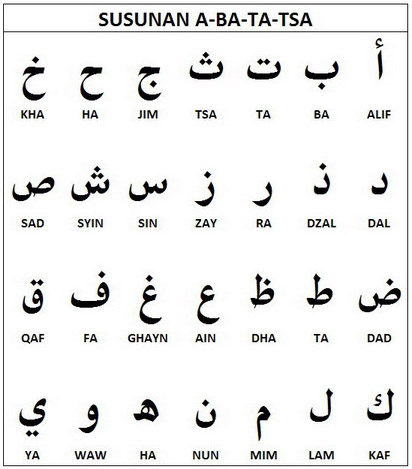 SUSUNAN A-BA-TA-TSA
أ ب ت ث ج ح خ
ALIF BA TA TSA JIM HA KHA
د ذ ر ز س ش ص
DAL DZAL RA ZAY SIN SYIN SAD
ض ط ظ ع غ ف ق
DAD TA DHA AIN GHAYN FA QAF
ك ل م ن ه و ي
KAF LAM MIM NUN HA WAW YA